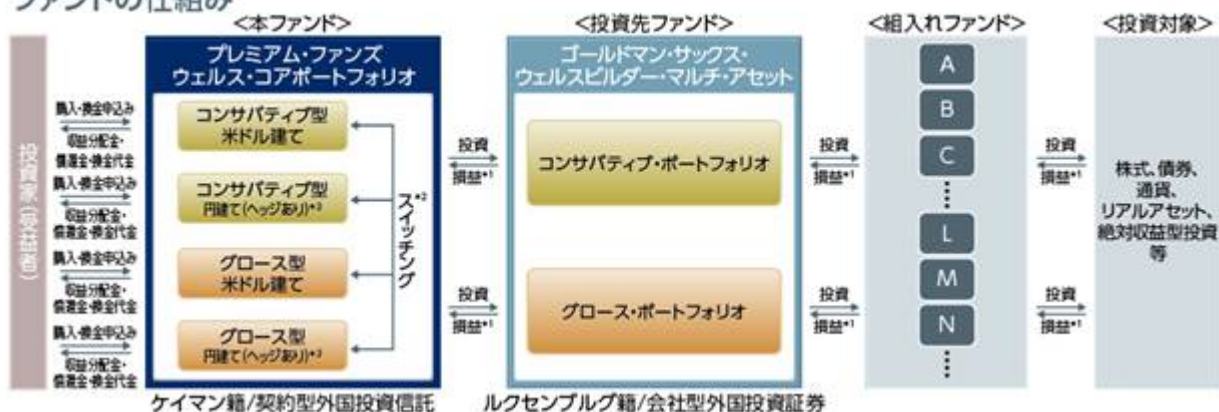 ファンドの仕組み
<本ファンド>
<投資先ファンド>
<組入れファンド>
<投資対象>
投資家(受益者)
購入・換金申込み
収益分配金・
償還金・換金代金
購入・換金申込み
収益分配金・
償還金・換金代金
購入・換金申込み
収益分配金・
償還金・換金代金
購入・換金申込み
収益分配金・
償還金・換金代金
プレミアム・ファンズ
ウェルス・コアポートフォリオ
コンサバティブ型
米ドル建て
コンサバティブ型
円建て(ヘッジあり)*3
グロース型
米ドル建て
グロース型
円建て(ヘッジあり)*3
スイッチング*2
ケイマン籍/契約型外国投資信託
投資
損益*1
投資
損益*1
ゴールドマン・サックス・
ウェルスビルダー・マルチ・アセット
コンサバティブ・ポートフォリオ
グロース・ポートフォリオ
ルクセンブルグ籍/会社型外国投資証券
投資
損益*1
投資
損益*1
A
B
C
L
M
N
投資
損益*1
投資
損益*1
株式、債券、
通貨、
リアルアセット、
絶対収益型投資
等